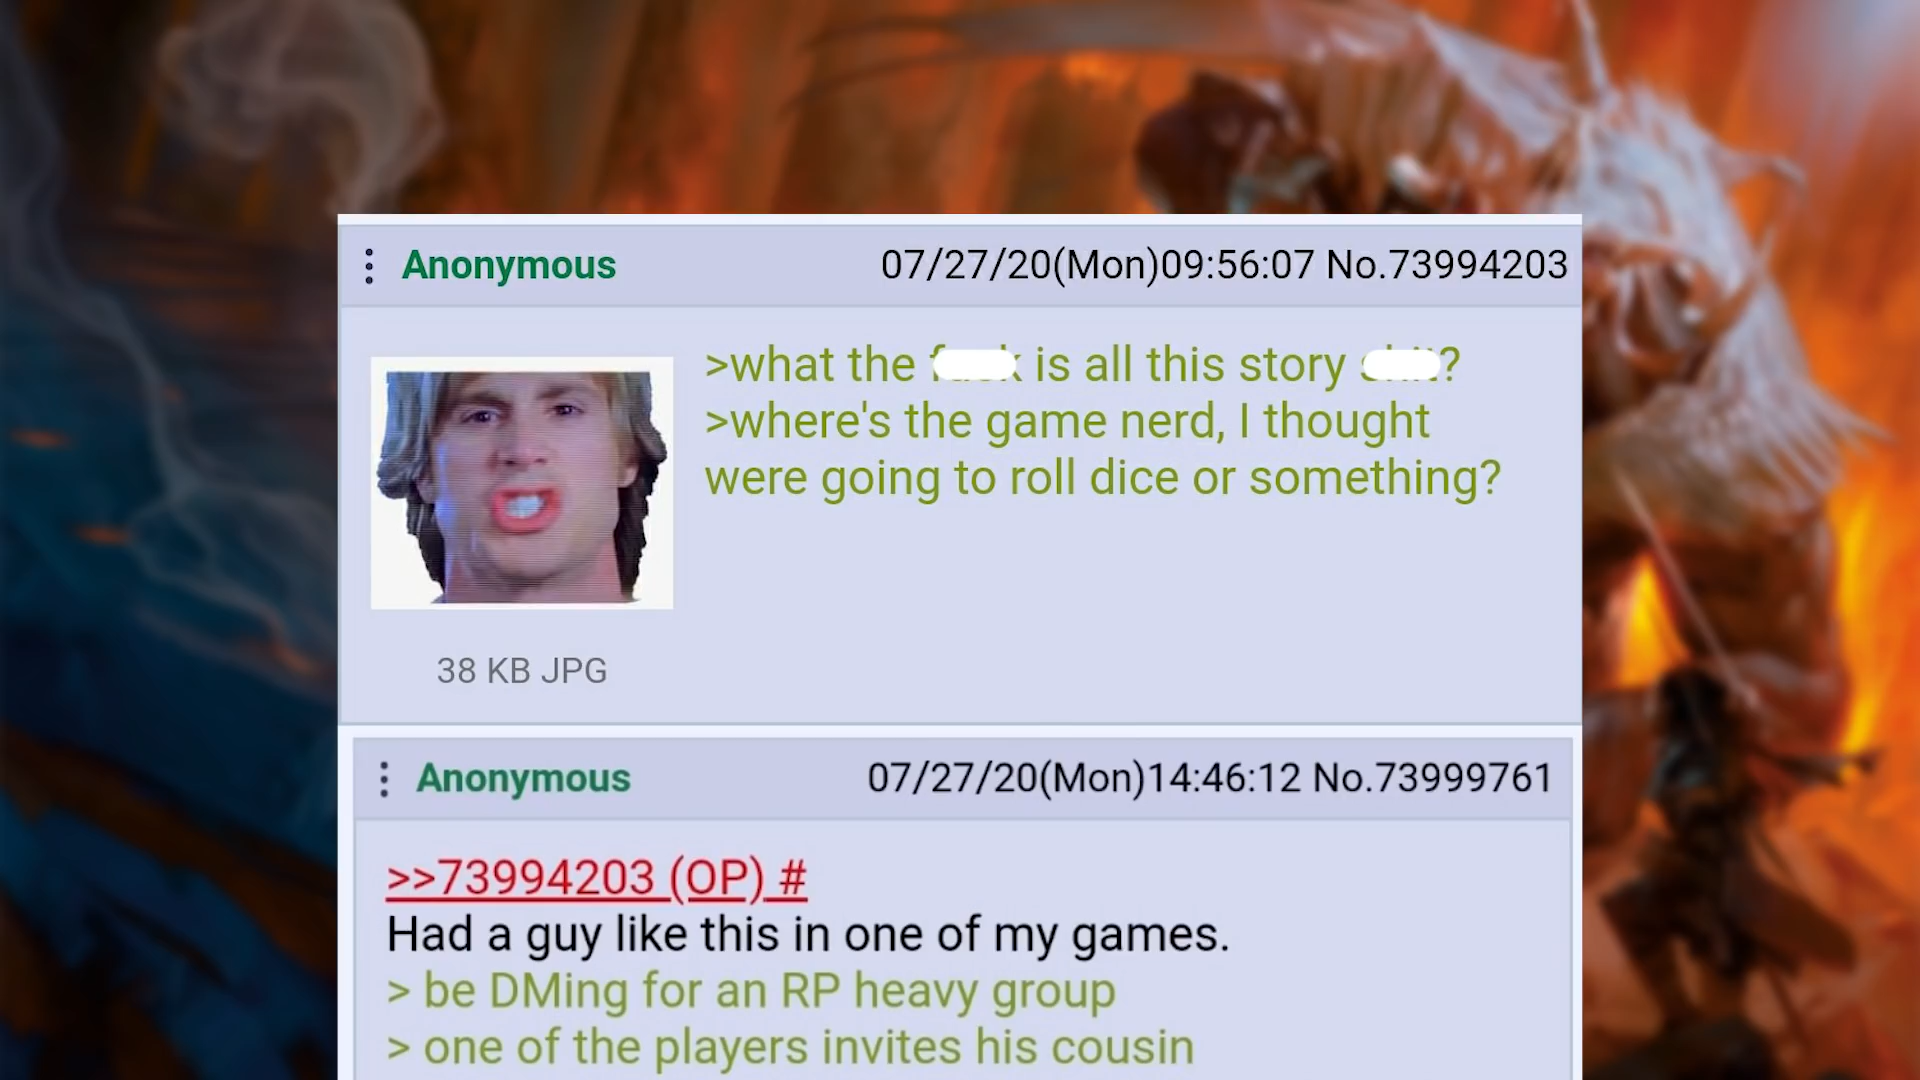 Anonymous 07/27/20(Mon)09:56:07 No.73994203
>what the is all this story ?
>where's the game nerd, I thought
were going to roll dice or something?
38 KB JPG
Anonymous 07/27/20(Mon)14:46:12 No.73999761
>>73994203 (OP) #
Had a guy like this in one of my games.
> be DMing for an RP heavy group
> one of the players invites his cousin